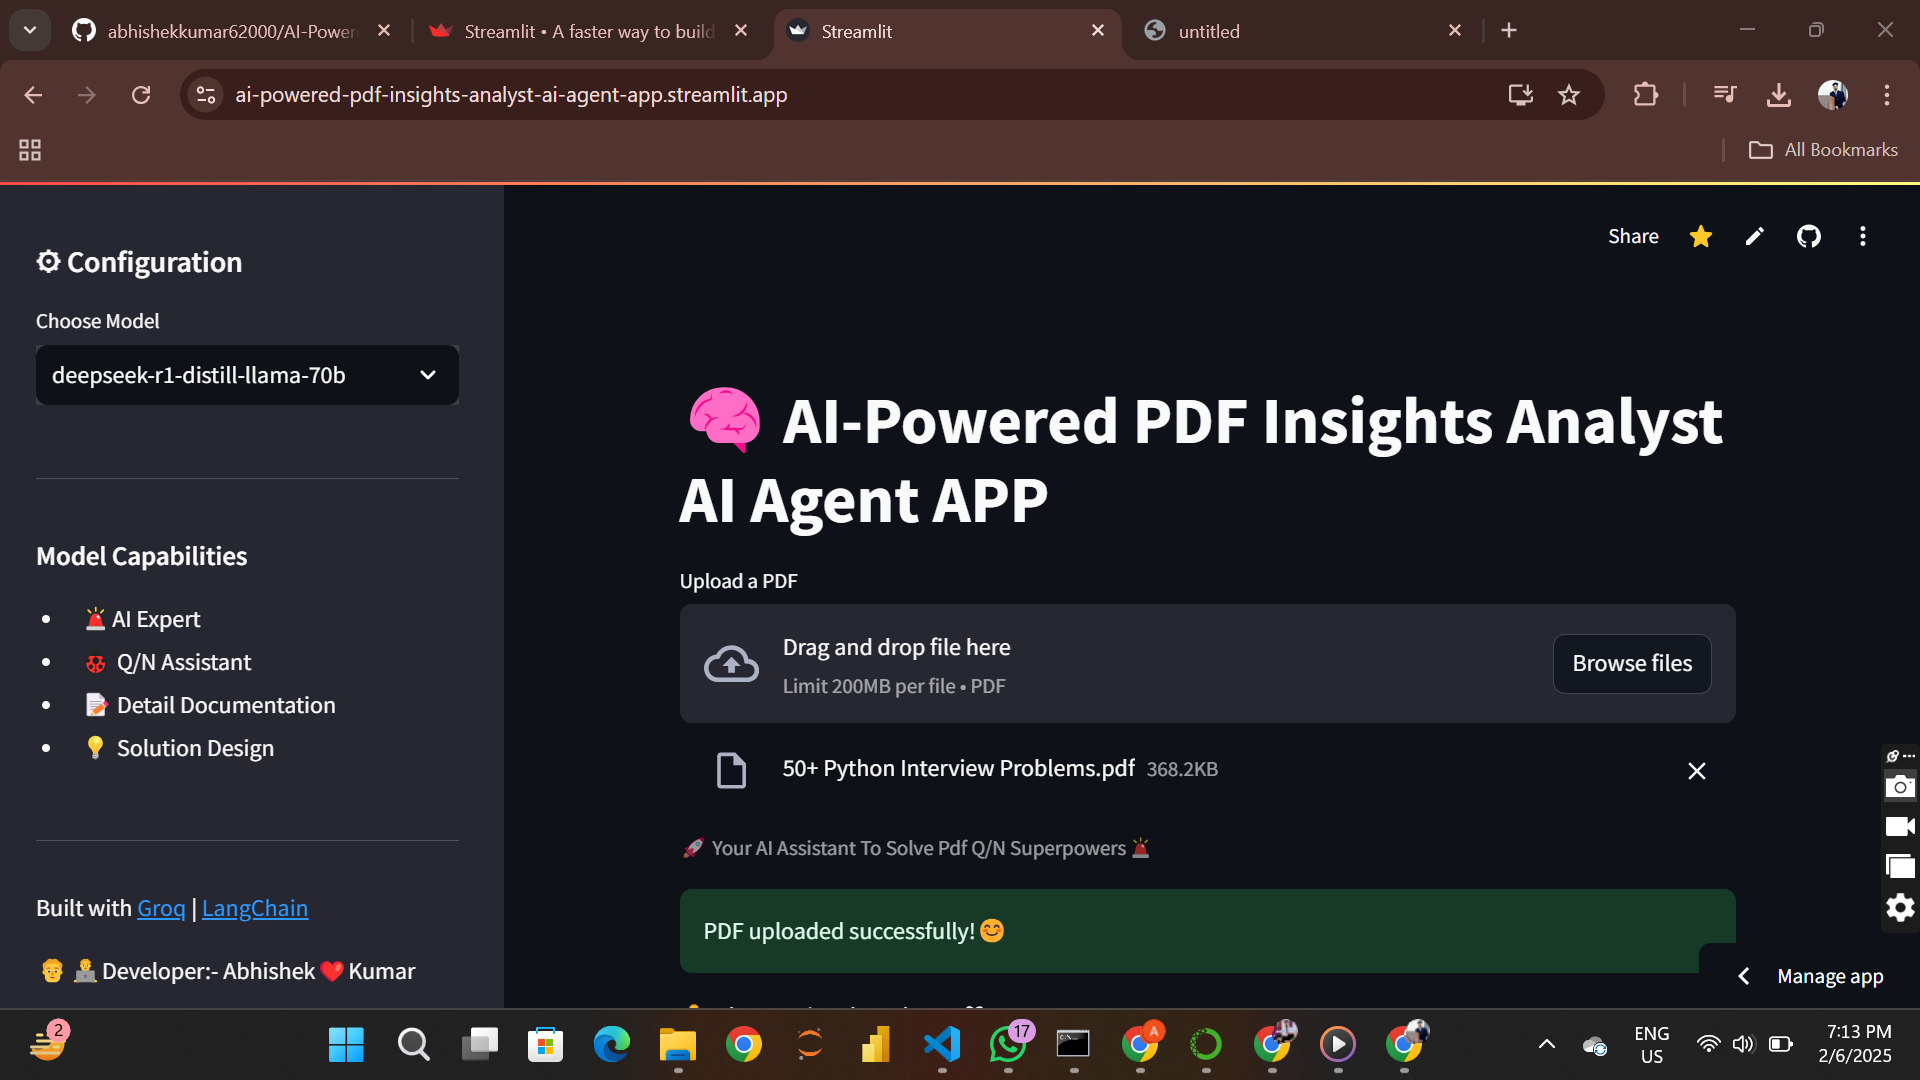 abhishekkumar62000/AI-Power
Streamlit • A faster way to build
Streamlit
untitled
ai-powered-pdf-insights-analyst-ai-agent-app.streamlit.app
All Bookmarks
Share
Configuration
Choose Model
deepseek-r1-distill-llama-70b
Model Capabilities
• AI Expert
• Q/N Assistant
• Detail Documentation
• Solution Design
Built with Groq | LangChain
Developer:- Abhishek ❤️ Kumar
🧠 AI-Powered PDF Insights Analyst
AI Agent APP
Upload a PDF
Drag and drop file here
Limit 200MB per file • PDF
Browse files
50+ Python Interview Problems.pdf 368.2KB
🚀 Your AI Assistant To Solve Pdf Q/N Superpowers 🚨
PDF uploaded successfully! 😊
Manage app
2
17
A
ENG
US
7:13 PM
2/6/2025